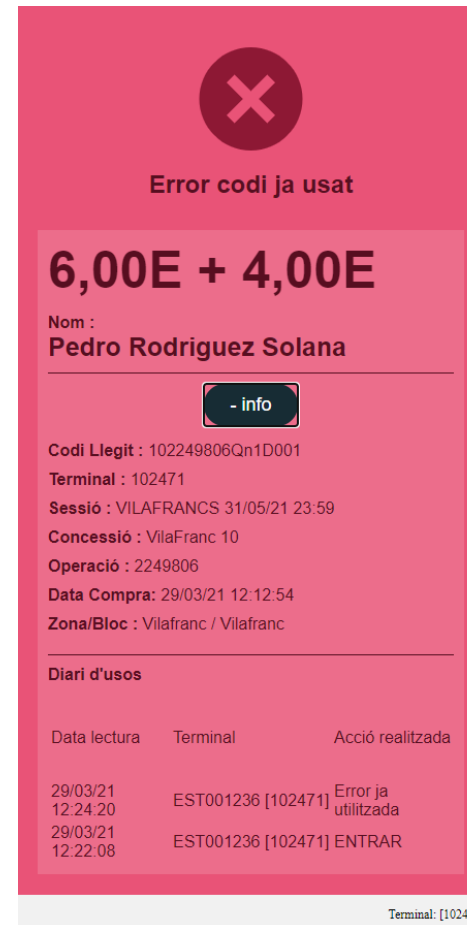 Error codi ja usat
6,00E + 4,00E
Nom :
Pedro Rodriguez Solana
- info
Codi Llegit : 102249806Qn1D001
Terminal : 102471
Sessió : VILAFRANCS 31/05/21 23:59
Concessió : VilaFranc 10
Operació : 2249806
Data Compra: 29/03/21 12:12:54
Zona/Bloc : Vilafranc / Vilafranc
Diari d'usos
Data lectura Terminal Acció realitzada
29/03/21 12:24:20 EST001236 [102471] Error ja utilitzada
29/03/21 12:22:08 EST001236 [102471] ENTRAR
Terminal: [1024